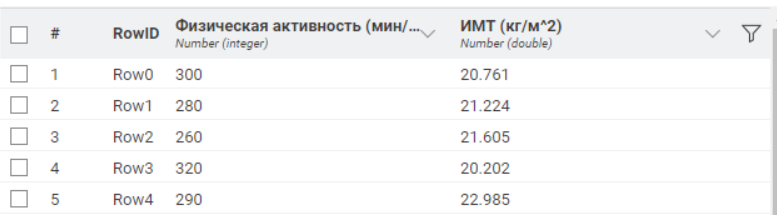 # RowID Физическая активность (мин/... ИМТ (кг/м^2)
Number (integer) Number (double)
1 Row0 300 20.761
2 Row1 280 21.224
3 Row2 260 21.605
4 Row3 320 20.202
5 Row4 290 22.985